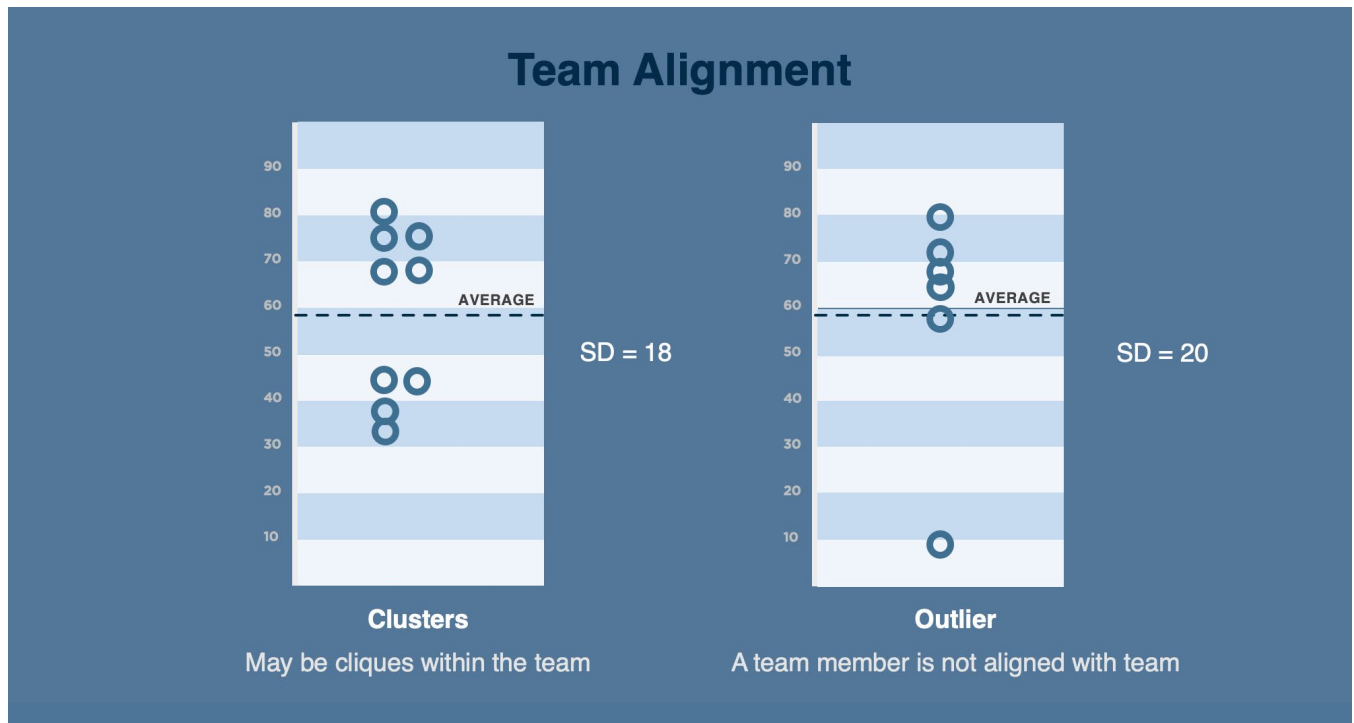 Team Alignment
90
80
70
60
50
40
30
20
10
AVERAGE
SD = 18
Clusters
May be cliques within the team
90
80
70
60
50
40
30
20
10
AVERAGE
SD = 20
Outlier
A team member is not aligned with team